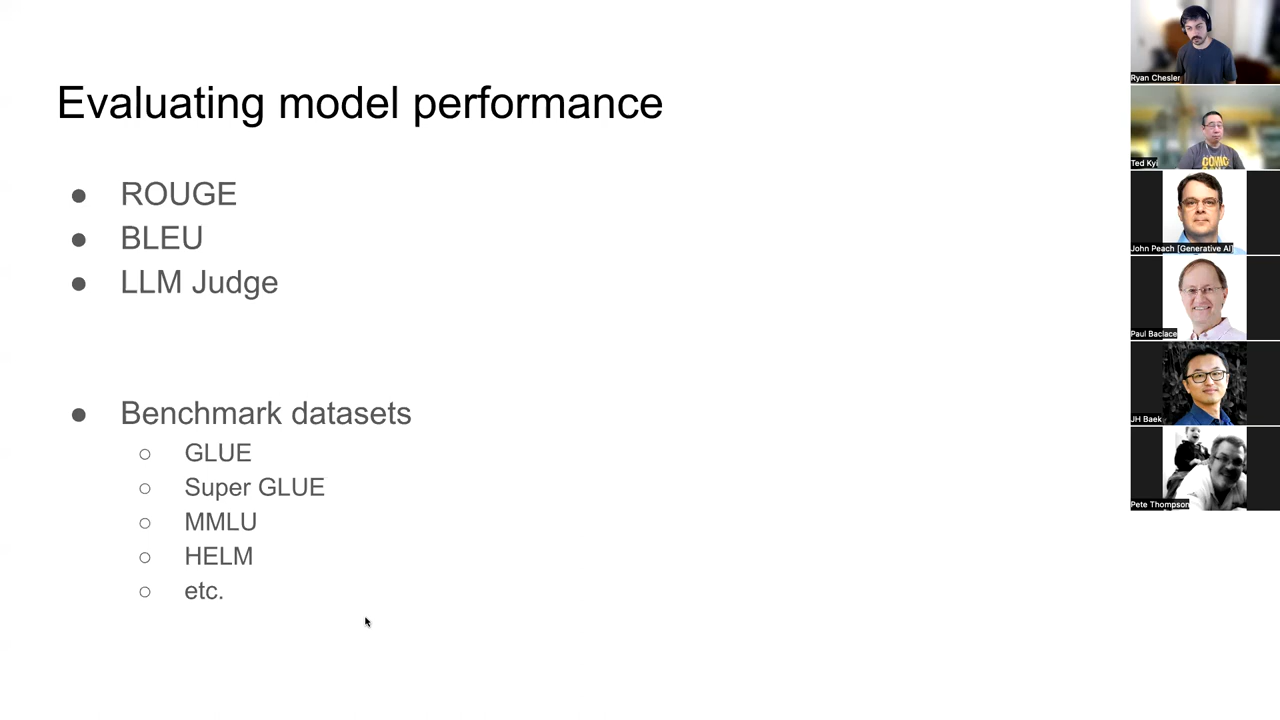 Evaluating model performance
● ROUGE
● BLEU
● LLM Judge
● Benchmark datasets
○ GLUE
○ Super GLUE
○ MMLU
○ HELM
○ etc.
Ryan Chesler
Ted Kyi
John Peach [Generative AI]
Paul Baclace
JH Baek
Pete Thompson